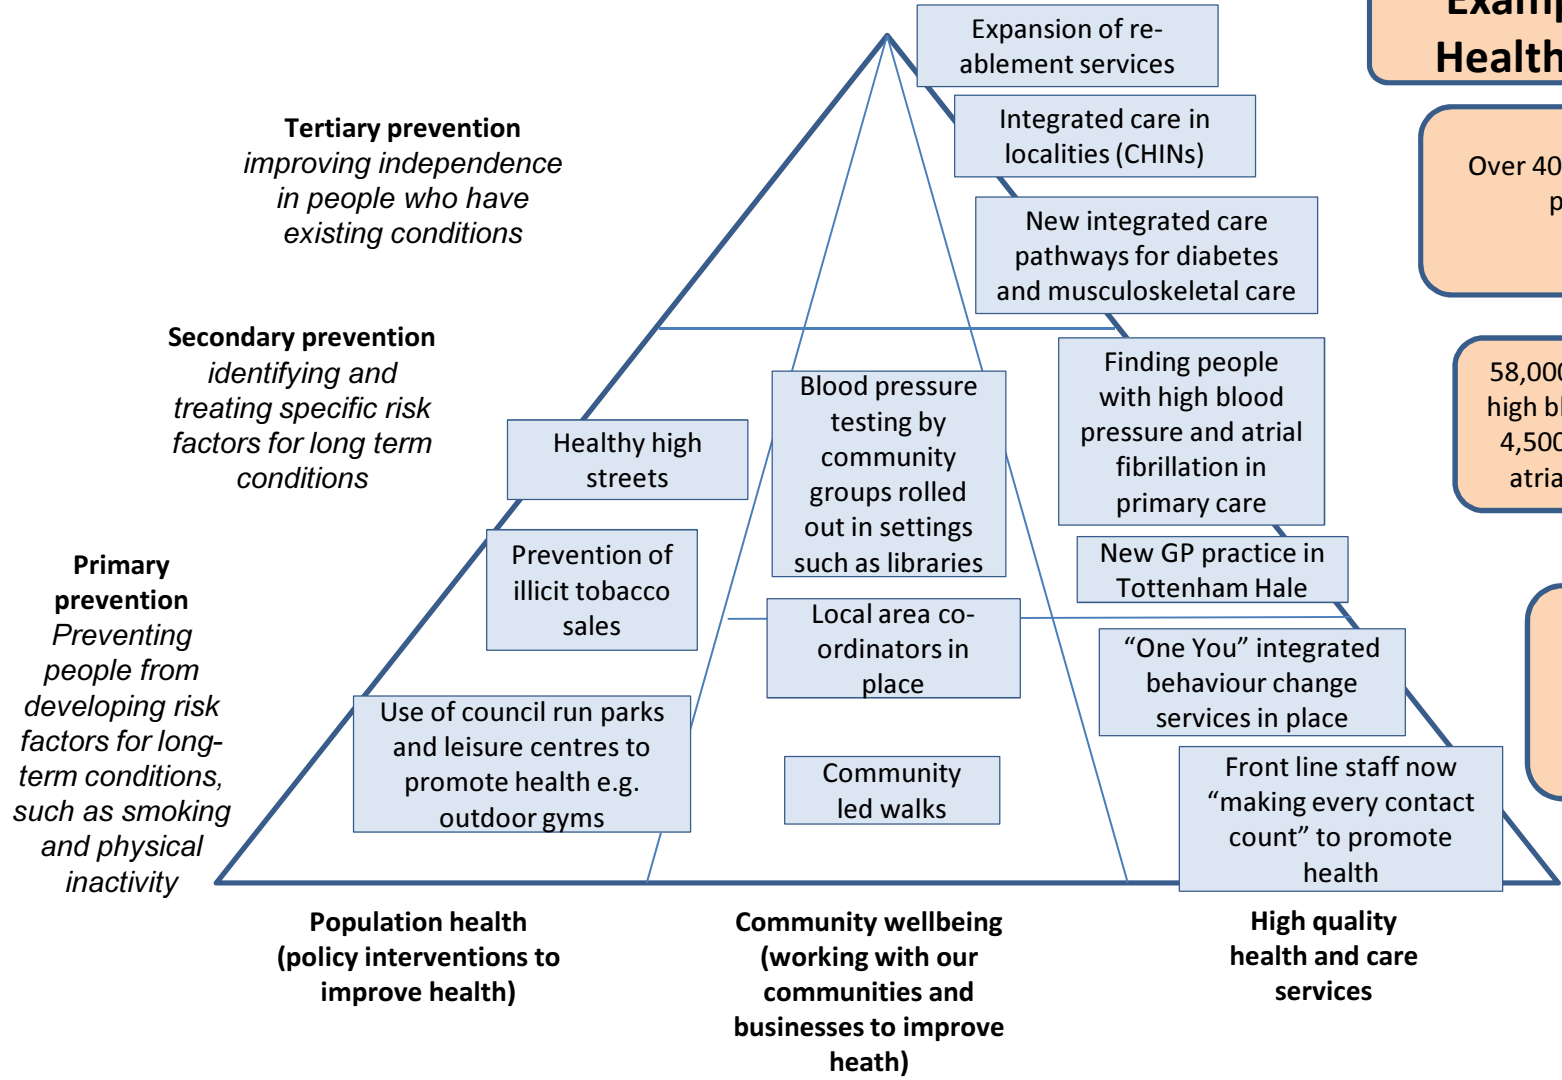 Expansion of re-
ablement services
Integrated care in
localities (CHINs)
New integrated care
pathways for diabetes
and musculoskeletal care
Tertiary prevention
improving independence
in people who have
existing conditions
Secondary prevention
identifying and
treating specific risk
factors for long term
conditions
Healthy high
streets
Blood pressure
testing by
community
groups rolled
out in settings
such as libraries
Finding people
with high blood
pressure and atrial
fibrillation in
primary care
Primary
prevention
Preventing
people from
developing risk
factors for long-
term conditions,
such as smoking
and physical
inactivity
Prevention of
illicit tobacco
sales
New GP practice in
Tottenham Hale
Local area co-
ordinators in
place
“One You” integrated
behaviour change
services in place
Use of council run parks
and leisure centres to
promote health e.g.
outdoor gyms
Community
led walks
Front line staff now
“making every contact
count” to promote
health
Population health
(policy interventions to
improve health)
Community wellbeing
(working with our
communities and
businesses to improve
heath)
High quality
health and care
services
Health
Over 40
high